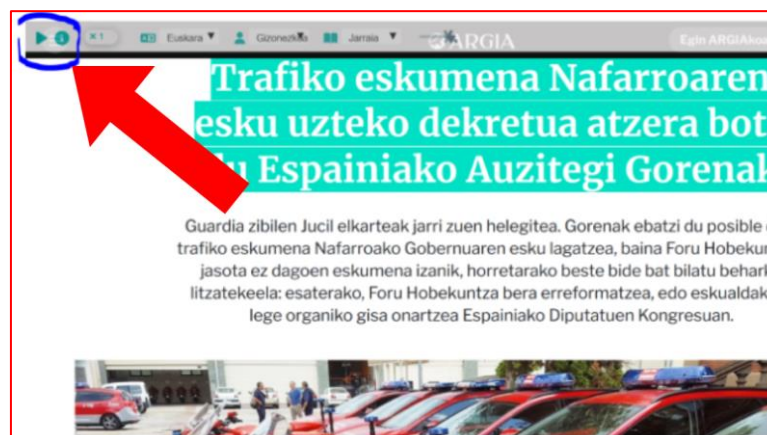 ×1 Euskara ▼ Gizonezkoa ▼ Jarraia ▼ ARGIA Egin ARGIAkoa
Trafiko eskumena Nafarroaren
esku uzteko dekretua atzera bot
du Espainiako Auzitegi Gorenak
Guardia zibilen Jucil elkarteak jarri zuen helegitea. Gorenak ebatzi du posible
trafiko eskumena Nafarroako Gobernuaren esku lagatzea, baina Foru Hobekun
jasota ez dagoen eskumena izanik, horretarako beste bide bat bilatu behark
litzatekeela: esaterako, Foru Hobekuntza bera erreformatzea, edo eskualdak
lege organiko gisa onartzea Espainiako Diputatuen Kongresuan.